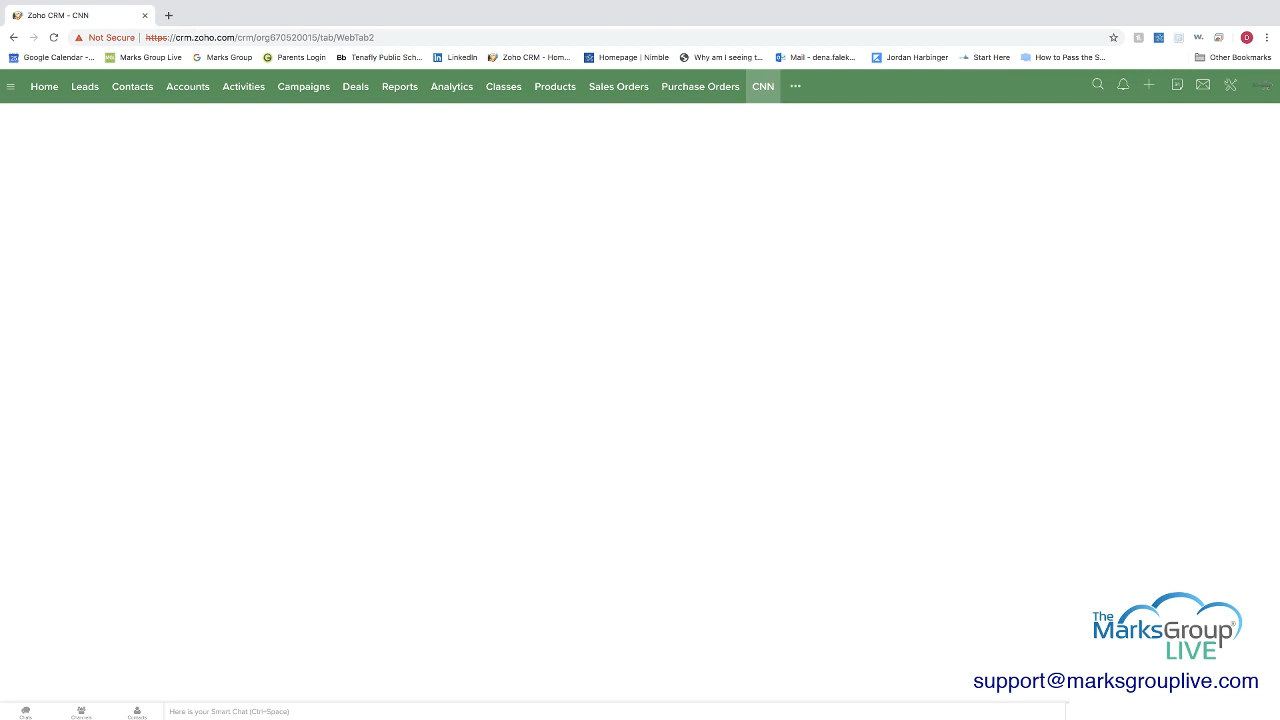 Zoho CRM - CNN
Not Secure https://crm.zoho.com/crm/org670520015/tab/WebTab2
Google Calendar -... Marks Group Live Marks Group Parents Login Bb Tenafly Public Sch... LinkedIn Zoho CRM - Hom... Homepage | Nimble Why am I seeing t... Mail - dena.falek... Jordan Harbinger Start Here How to Pass the S... Other Bookmarks
Home Leads Contacts Accounts Activities Campaigns Deals Reports Analytics Classes Products Sales Orders Purchase Orders CNN
The
MarksGroup®
LIVE
support@marksgrouplive.com
Chats Channels Contacts Here is your Smart Chat (Ctrl+Space)